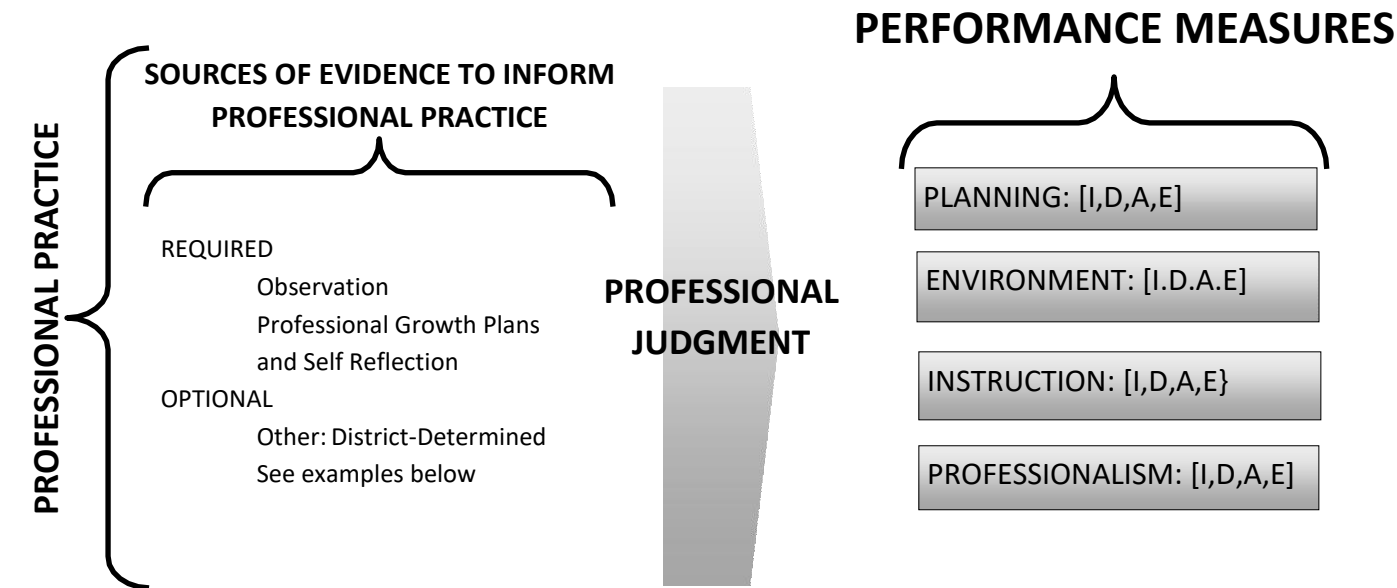 PROFESSIONAL PRACTICE
SOURCES OF EVIDENCE TO INFORM
PROFESSIONAL PRACTICE
REQUIRED
Observation
Professional Growth Plans
and Self Reflection
OPTIONAL
Other: District-Determined
See examples below
PROFESSIONAL
JUDGMENT
PERFORMANCE MEASURES
PLANNING: [I,D,A,E]
ENVIRONMENT: [I.D.A.E]
INSTRUCTION: [I,D,A,E}
PROFESSIONALISM: [I,D,A,E]